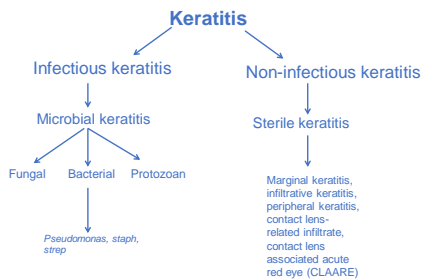 Keratitis
Infectious keratitis
Non-infectious keratitis
Microbial keratitis
Sterile keratitis
Fungal
Bacterial
Protozoan
Pseudomonas, staph,
strep
Marginal keratitis,
infiltrative keratitis,
peripheral keratitis,
contact lens-
related infiltrate,
contact lens
associated acute
red eye (CLAARE)